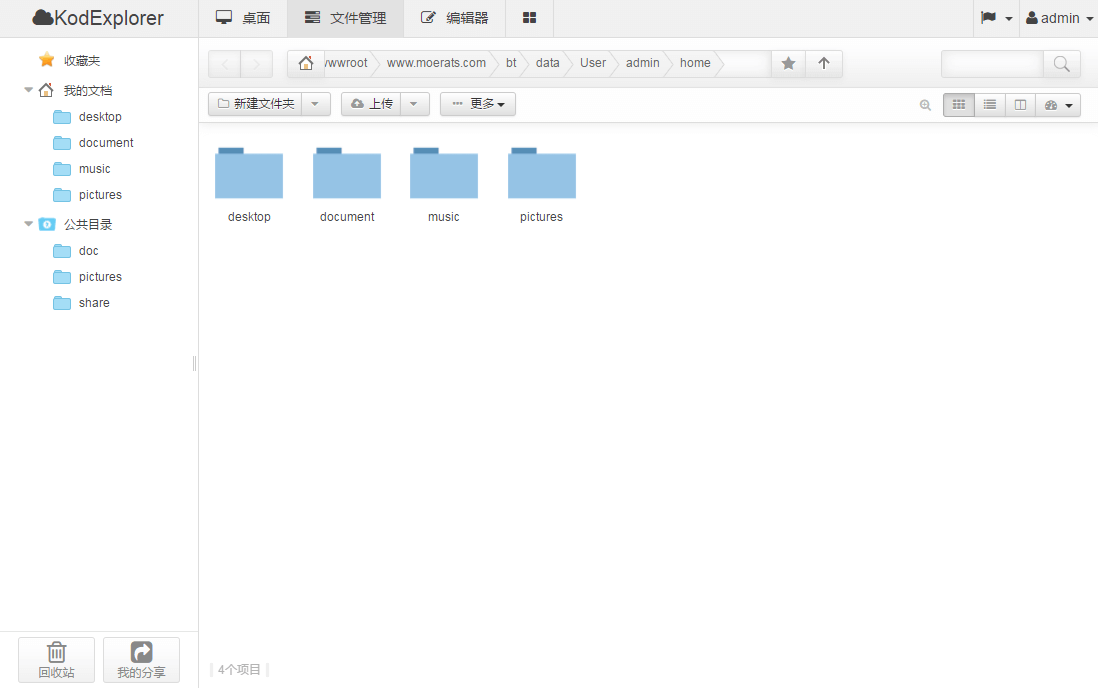 KodExplorer 桌面 文件管理 编辑器 admin
收藏夹
我的文档
desktop
document
music
pictures
公共目录
doc
pictures
share
回收站 我的分享
wwwroot www.moerats.com bt data User admin home
新建文件夹 上传 更多
desktop document music pictures
4个项目